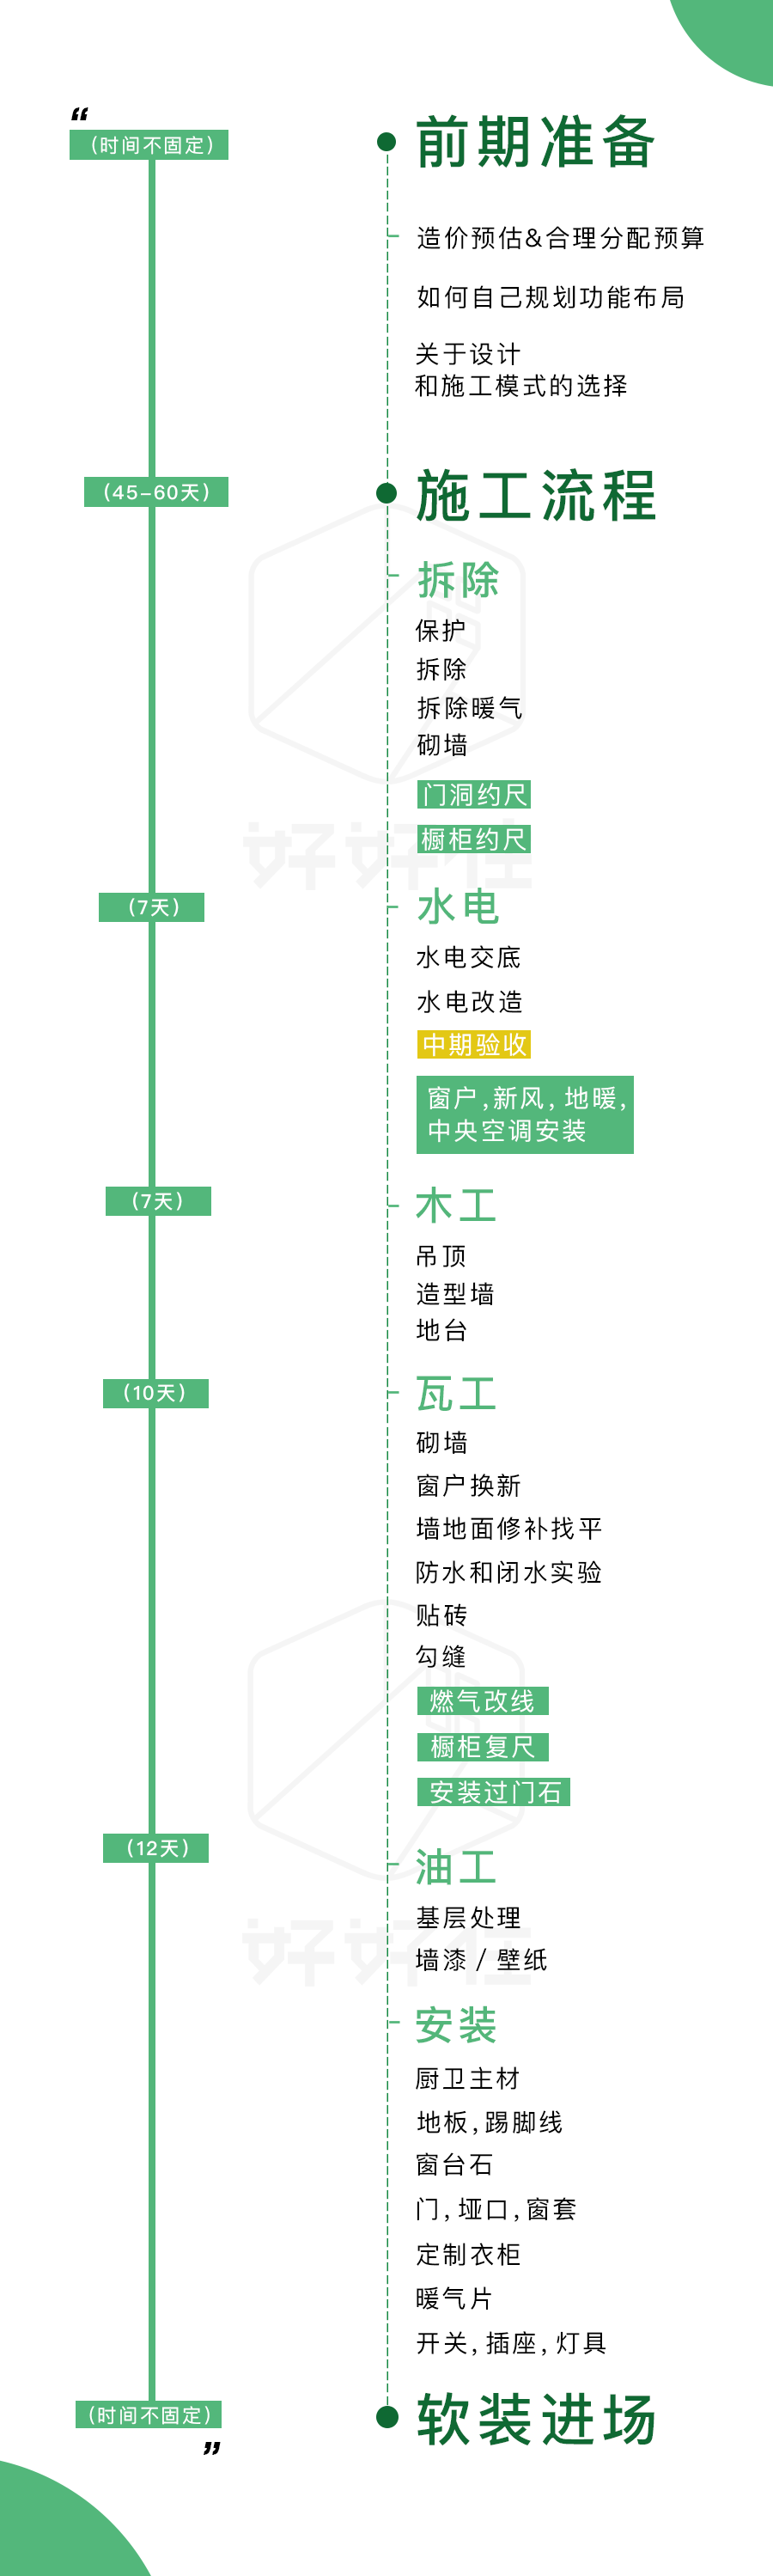 “
(时间不固定)
前期准备
造价预估&合理分配预算
如何自己规划功能布局
关于设计
和施工模式的选择
(45-60天)
施工流程
拆除
保护
拆除
拆除暖气
砌墙
门洞约尺
橱柜约尺
好好住
(7天)
水电
水电交底
水电改造
中期验收
窗户,新风,地暖,
中央空调安装
(7天)
木工
吊顶
造型墙
地台
(10天)
瓦工
砌墙
窗户换新
墙地面修补找平
防水和闭水实验
贴砖
勾缝
燃气改线
橱柜复尺
安装过门石
(12天)
油工
基层处理
好好住
墙漆 / 壁纸
安装
厨卫主材
地板,踢脚线
窗台石
门,垭口,窗套
定制衣柜
暖气片
开关,插座,灯具
(时间不固定)
软装进场
”